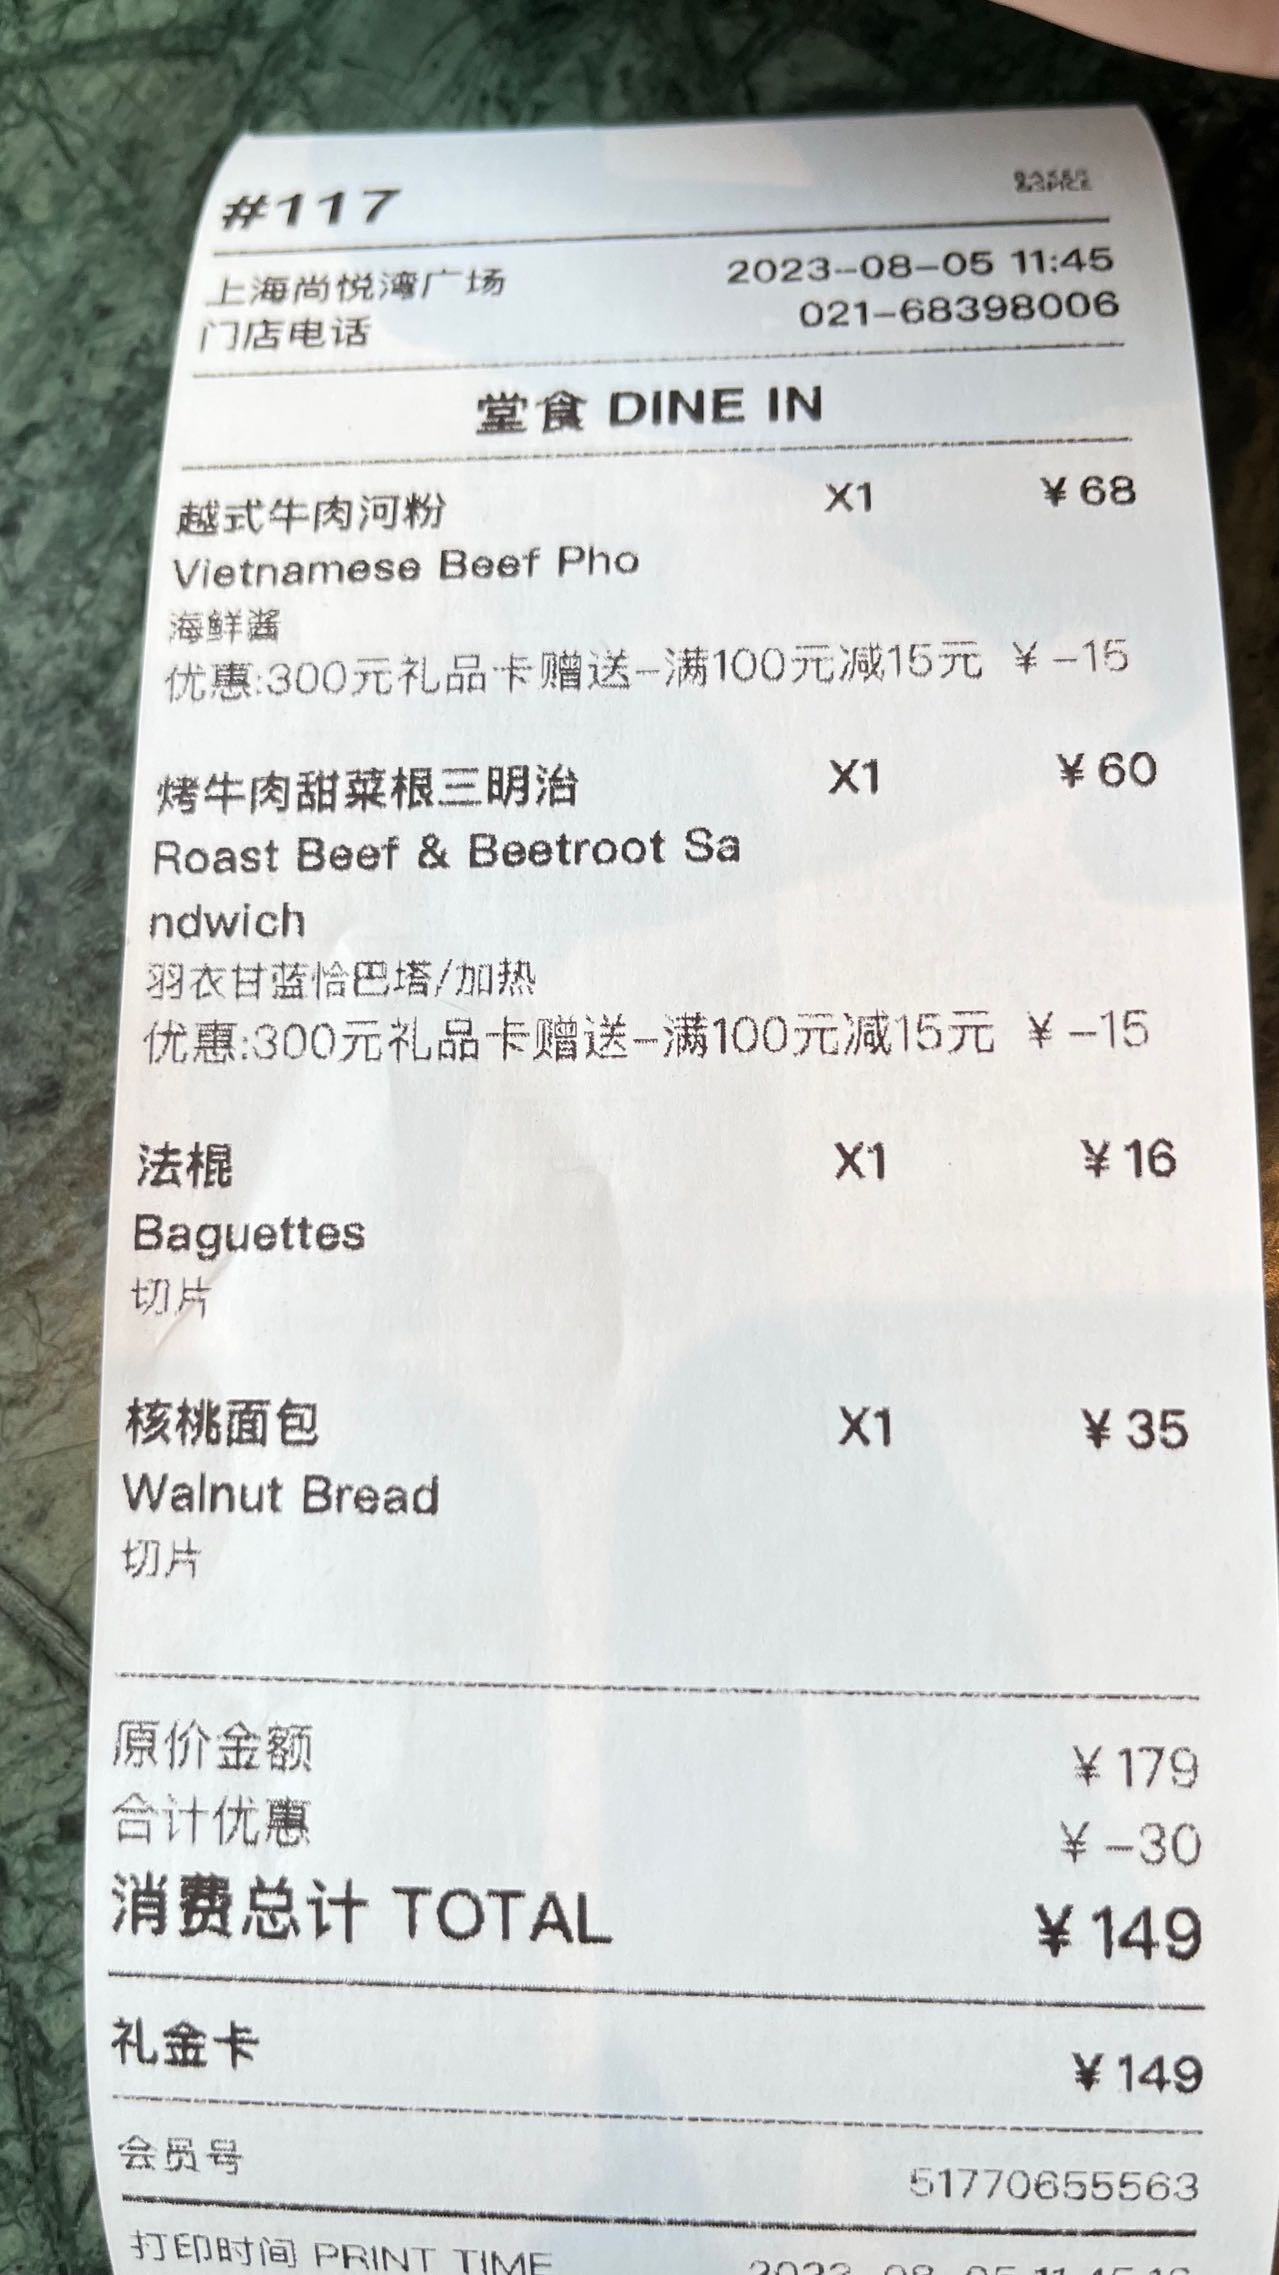 #117
BAKER
&SPICE
上海尚悦湾广场 2023-08-05 11:45
门店电话 021-68398006
堂食 DINE IN
越式牛肉河粉 X1 ¥68
Vietnamese Beef Pho
海鲜酱
优惠:300元礼品卡赠送-满100元减15元 ¥-15
烤牛肉甜菜根三明治 X1 ¥60
Roast Beef & Beetroot Sa
ndwich
羽衣甘蓝恰巴塔/加热
优惠:300元礼品卡赠送-满100元减15元 ¥-15
法棍 X1 ¥16
Baguettes
切片
核桃面包 X1 ¥35
Walnut Bread
切片
原价金额 ¥179
合计优惠 ¥-30
消费总计 TOTAL ¥149
礼金卡 ¥149
会员号 51770655563
打印时间 PRINT TIME